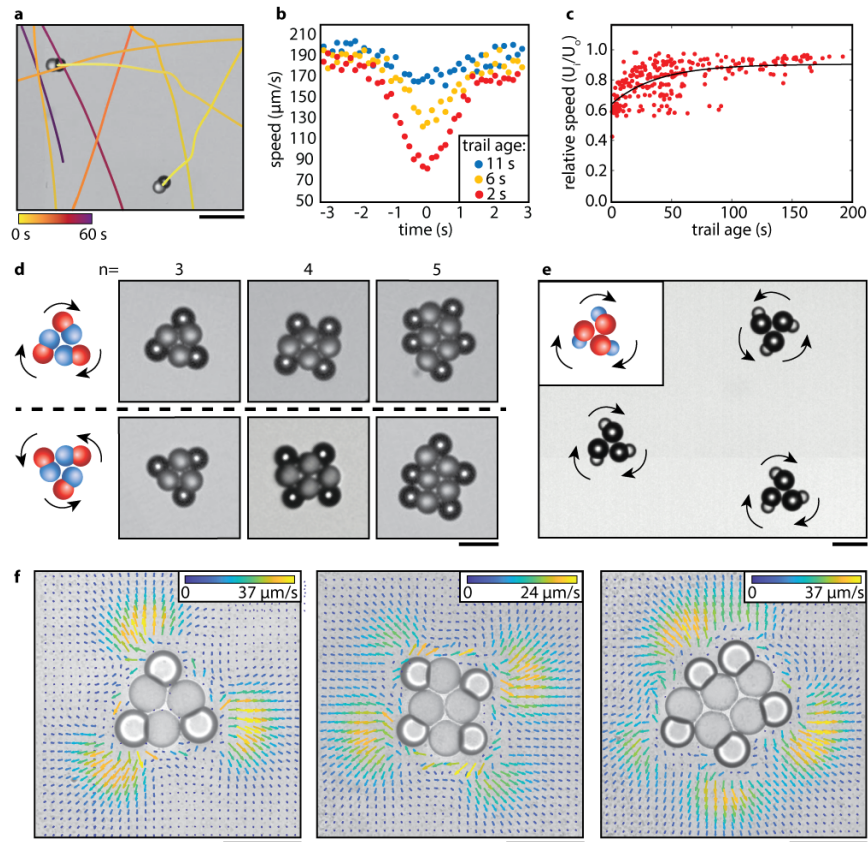 a
0 s
60 s
b
speed (µm/s)
210
190
170
150
130
110
90
70
50
trail age:
11 s
6 s
2 s
-3
-2
-1
0
1
2
3
time (s)
c
relative speed (Uᵢ/Uₒ)
1.0
0.8
0.6
0.4
0.2
0.0
0
50
100
150
200
trail age (s)
d
n=
3
4
5
e
f
0
37 µm/s
0
24 µm/s
0
37 µm/s